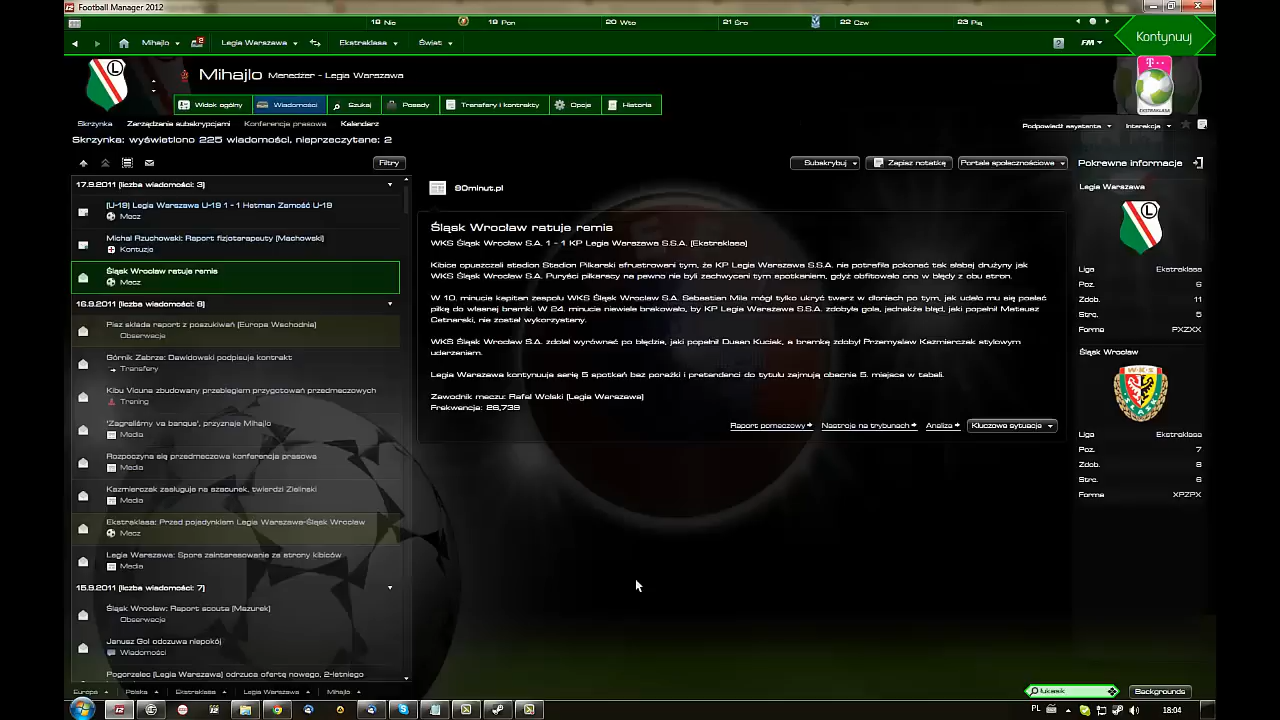 Football Manager 2012
18 Nie
19 Pon
20 Wto
21 Śro
22 Czw
23 Pią
Mihajlo
Legia Warszawa
Ekstraklasa
Świat
FM
Kontynuuj
Mihajlo Menedżer - Legia Warszawa
Widok ogólny
Wiadomości
Szukaj
Posady
Transfery i kontrakty
Opcje
Historia
Skrzynka
Zarządzanie subskrypcjami
Konferencja prasowa
Kalendarz
Podpowiedź asystenta
Interakcja
Skrzynka: wyświetlono 225 wiadomości, nieprzeczytane: 2
Filtry
Subskrybuj
Zapisz notatkę
Portale społecznościowe
Pokrewne informacje
17.9.2011 (liczba wiadomości: 3)
(U-19) Legia Warszawa U-19 1 - 1 Hetman Zamość U-19
Mecz
Michał Rzuchowski: Raport fizjoterapeuty (Machowski)
Kontuzje
Śląsk Wrocław ratuje remis
Mecz
16.9.2011 (liczba wiadomości: 8)
Pisz składa raport z poszukiwań (Europa Wschodnia)
Obserwacje
Górnik Zabrze: Dawidowski podpisuje kontrakt
Transfery
Kibu Vicuna zbudowany przebiegiem przygotowań przedmeczowych
Trening
'Zagraliśmy va banque', przyznaje Mihajlo
Media
Rozpoczyna się przedmeczowa konferencja prasowa
Media
Kaźmierczak zasługuje na szacunek, twierdzi Zieliński
Media
Ekstraklasa: Przed pojedynkiem Legia Warszawa-Śląsk Wrocław
Mecz
Legia Warszawa: Spore zainteresowanie ze strony kibiców
Media
15.9.2011 (liczba wiadomości: 7)
Śląsk Wrocław: Raport scouta (Mazurek)
Obserwacje
Janusz Gol odczuwa niepokój
Wiadomości
Pogorzelec (Legia Warszawa) odrzuca ofertę nowego, 2-letniego
90minut.pl
Śląsk Wrocław ratuje remis
WKS Śląsk Wrocław S.A. 1 - 1 KP Legia Warszawa S.S.A. (Ekstraklasa)
Kibice opuszczali stadion Stadion Piłkarski sfrustrowani tym, że KP Legia Warszawa S.S.A. nie potrafiła pokonać tak słabej drużyny jak
WKS Śląsk Wrocław S.A. Puryści piłkarscy na pewno nie byli zachwyceni tym spotkaniem, gdyż obfitowało ono w błędy z obu stron.
W 10. minucie kapitan zespołu WKS Śląsk Wrocław S.A. Sebastian Mila mógł tylko ukryć twarz w dłoniach po tym, jak udało mu się posłać
piłkę do własnej bramki. W 24. minucie niewiele brakowało, by KP Legia Warszawa S.S.A. zdobyła gola, jednakże błąd, jaki popełnił Mateusz
Cetnarski, nie został wykorzystany.
WKS Śląsk Wrocław S.A. zdołał wyrównać po błędzie, jaki popełnił Dusan Kuciak, a bramkę zdobył Przemysław Kaźmierczak stylowym
uderzeniem.
Legia Warszawa kontynuuje serię 5 spotkań bez porażki i pretendenci do tytułu zajmują obecnie 5. miejsce w tabeli.
Zawodnik meczu: Rafał Wolski (Legia Warszawa)
Frekwencja: 26,739
Raport pomeczowy
Nastroje na trybunach
Analiza
Kluczowe sytuacje
Legia Warszawa
Liga Ekstraklasa
Poz. 6
Zdob. 11
Strc. 5
Forma PXZXX
Śląsk Wrocław
Liga Ekstraklasa
Poz. 7
Zdob. 8
Strc. 6
Forma XPZPX
Europa
Polska
Ekstraklasa
Legia Warszawa
Mihajlo
lukasik
Backgrounds
PL
18:04